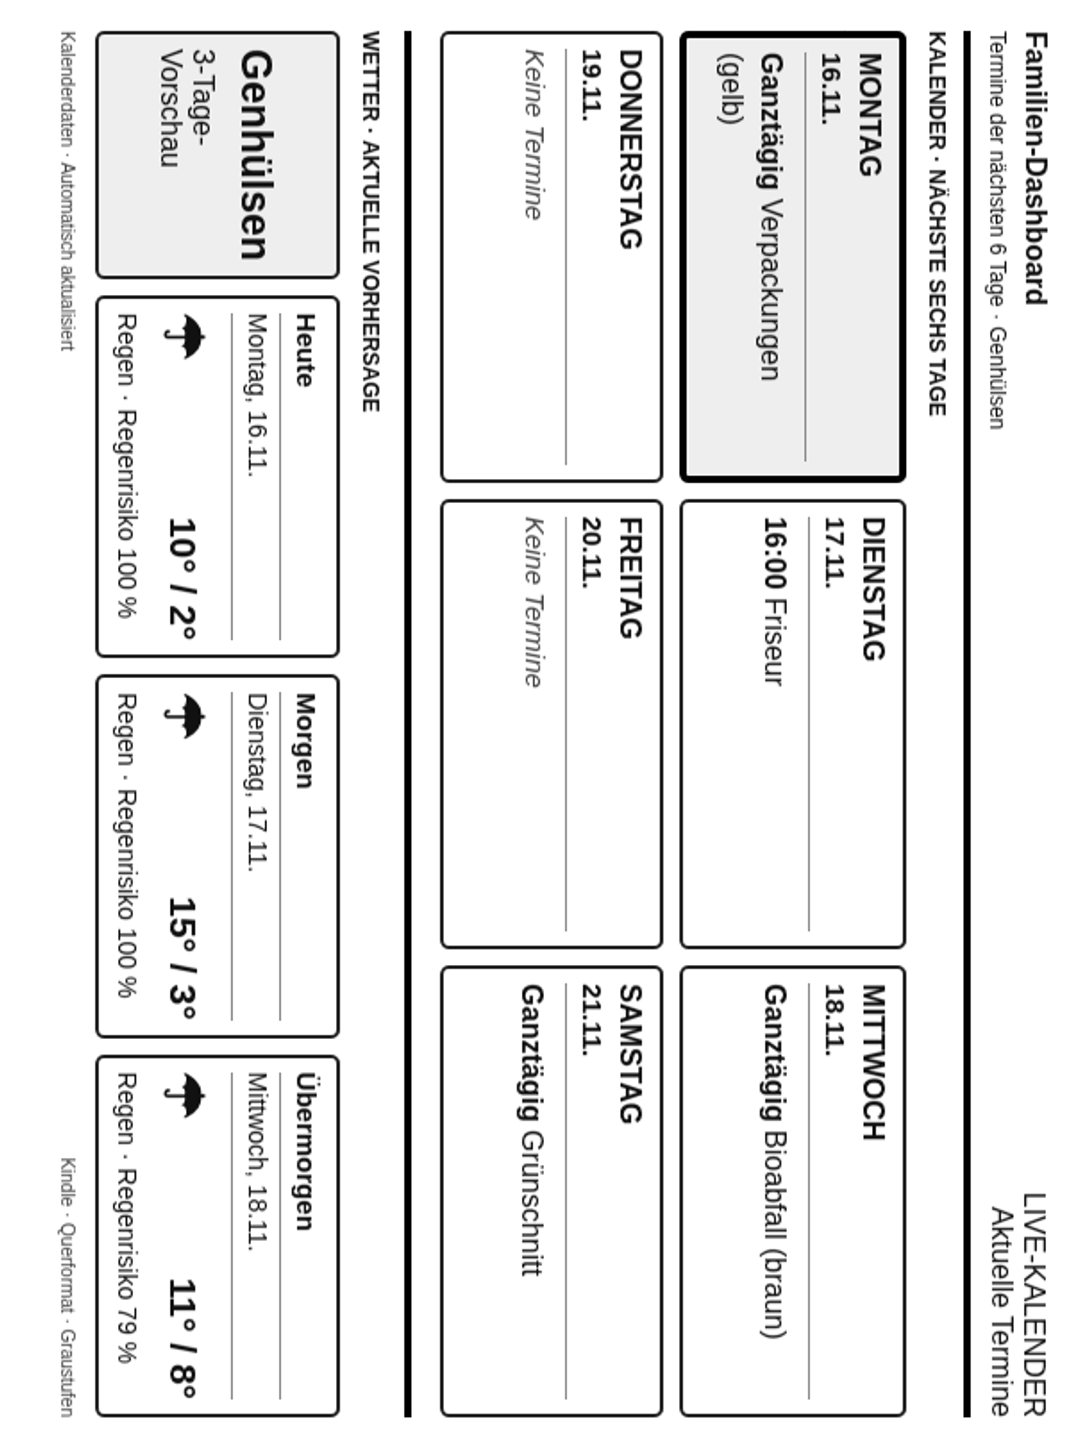 Familien-Dashboard
Termine der nächsten 6 Tage · Genhülsen
LIVE-KALENDER
Aktuelle Termine
KALENDER · NÄCHSTE SECHS TAGE
MONTAG
16.11.
Ganztägig Verpackungen
(gelb)
DIENSTAG
17.11.
16:00 Friseur
MITTWOCH
18.11.
Ganztägig Bioabfall (braun)
DONNERSTAG
19.11.
Keine Termine
FREITAG
20.11.
Keine Termine
SAMSTAG
21.11.
Ganztägig Grünschnitt
WETTER · AKTUELLE VORHERSAGE
Genhülsen
3-Tage-
Vorschau
Heute
Montag, 16.11.
10° / 2°
Regen · Regenrisiko 100 %
Morgen
Dienstag, 17.11.
15° / 3°
Regen · Regenrisiko 100 %
Übermorgen
Mittwoch, 18.11.
11° / 8°
Regen · Regenrisiko 79 %
Kalenderdaten · Automatisch aktualisiert
Kindle · Querformat · Graustufen